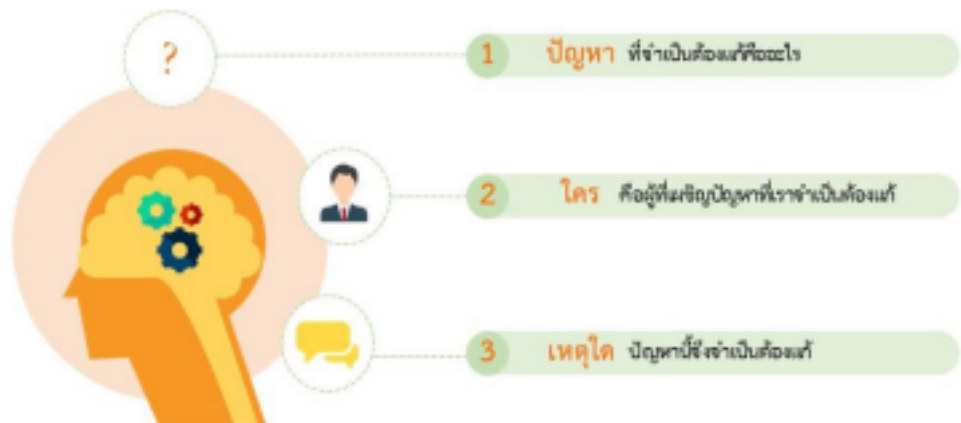 ?
1 ปัญหา ที่จำเป็นต้องแก้คืออะไร
2 ใคร คือผู้ที่เผชิญปัญหาที่เราจำเป็นต้องแก้
3 เหตุใด ปัญหานี้จึงจำเป็นต้องแก้